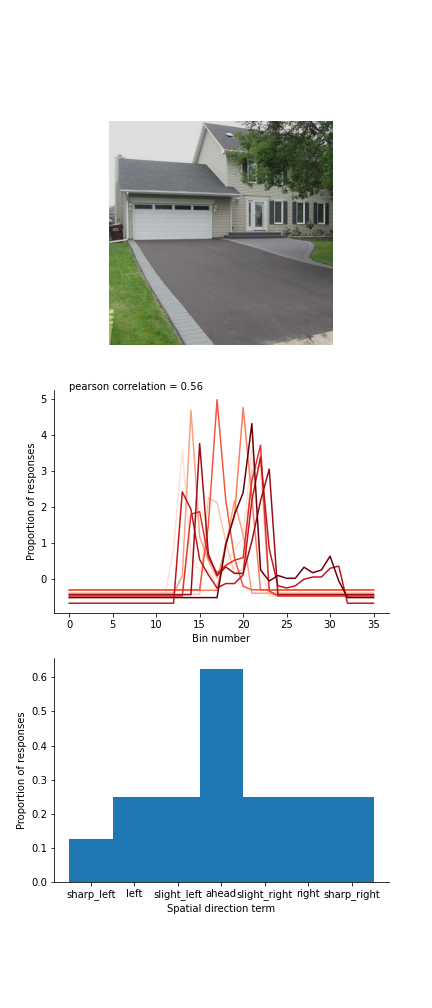 pearson correlation = 0.56
5
4
3
2
1
0
Proportion of responses
0 5 10 15 20 25 30 35
Bin number
0.6
0.5
0.4
0.3
0.2
0.1
0.0
Proportion of responses
sharp_left left slight_left ahead slight_right right sharp_right
Spatial direction term